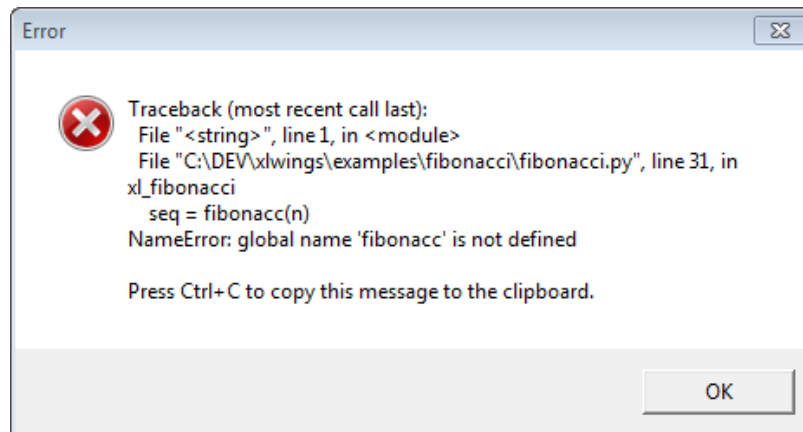 Error
Traceback (most recent call last):
File "<string>", line 1, in <module>
File "C:\DEV\xlwings\examples\fibonacci\fibonacci.py", line 31, in
xl_fibonacci
seq = fibonacc(n)
NameError: global name 'fibonacc' is not defined
Press Ctrl+C to copy this message to the clipboard.
OK